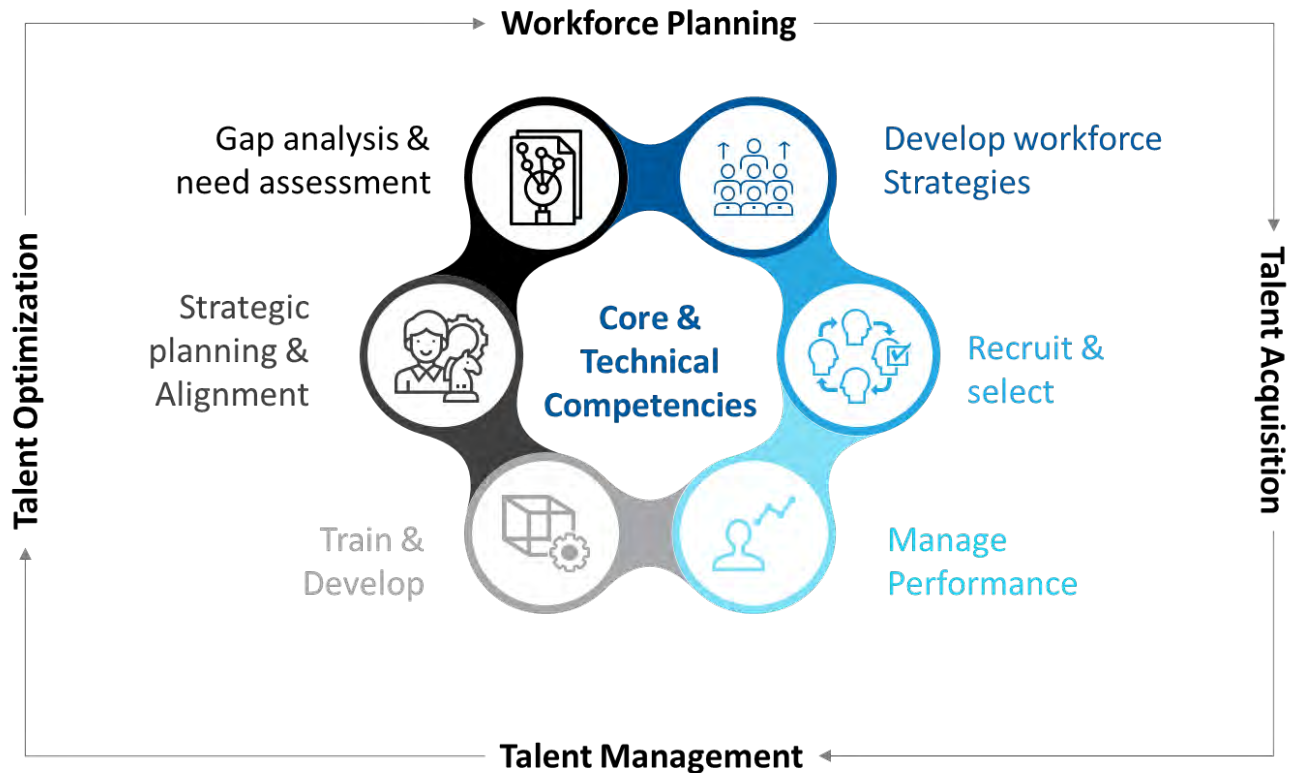 Workforce Planning
Gap analysis &
need assessment
Develop workforce
Strategies
Talent Optimization
Strategic
planning &
Alignment
Core &
Technical
Competencies
Recruit &
select
Talent Acquisition
Train &
Develop
Manage
Performance
Talent Management